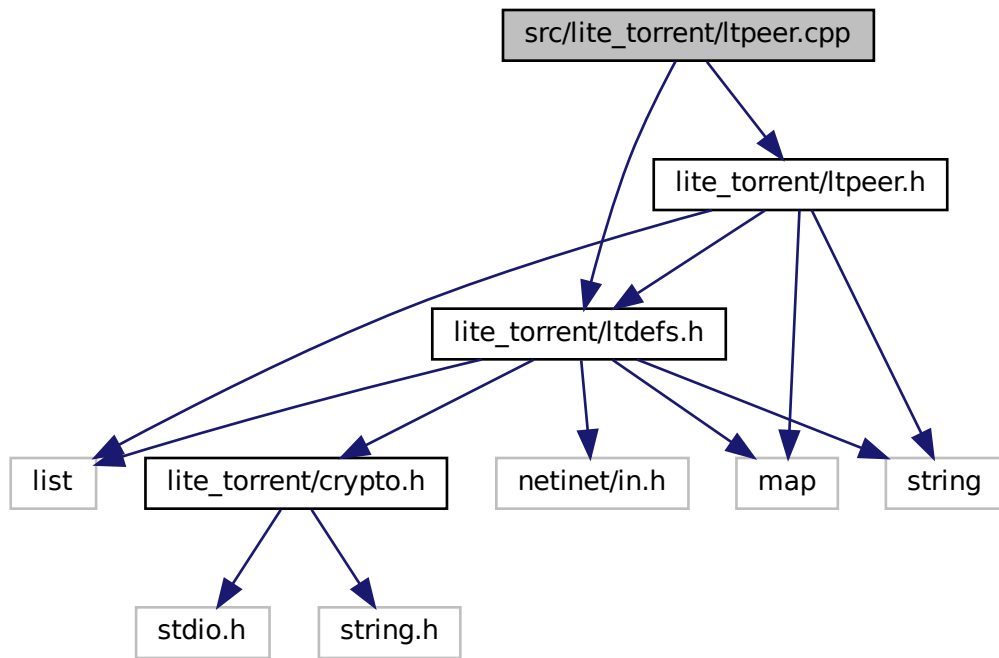 src/lite_torrent/ltpeer.cpp
lite_torrent/ltpeer.h
lite_torrent/ltdefs.h
list
lite_torrent/crypto.h
netinet/in.h
map
string
stdio.h
string.h